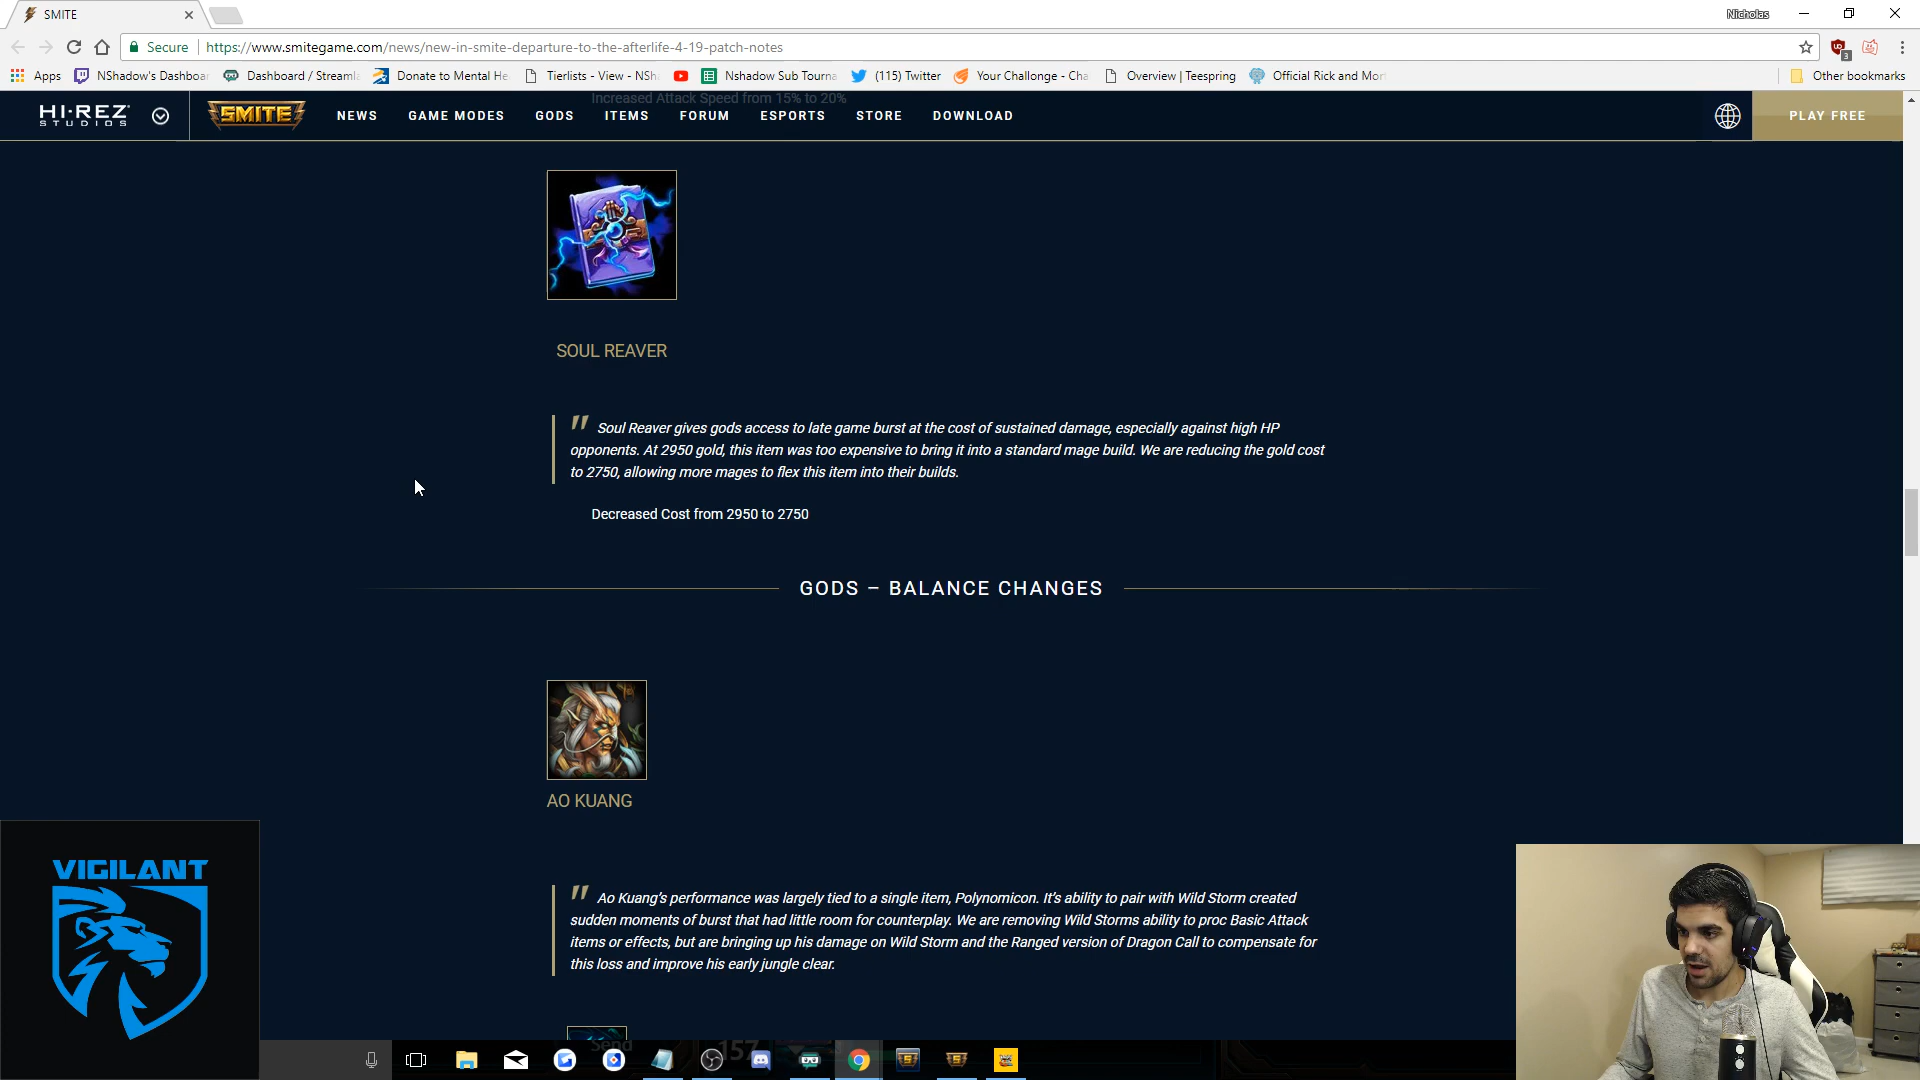 SMITE
Nicholas
Secure
https://www.smitegame.com/news/new-in-smite-departure-to-the-afterlife-4-19-patch-notes
Apps
NShadow's Dashboar
Dashboard / Streamla
Donate to Mental He
Tierlists - View - NSha
Nshadow Sub Tourna
(115) Twitter
Your Challonge - Cha
Overview | Teespring
Official Rick and Mor
Other bookmarks
Increased Attack Speed from 15% to 20%
HI-REZ
STUDIOS
SMITE
NEWS
GAME MODES
GODS
ITEMS
FORUM
ESPORTS
STORE
DOWNLOAD
PLAY FREE
SOUL REAVER
" Soul Reaver gives gods access to late game burst at the cost of sustained damage, especially against high HP
opponents. At 2950 gold, this item was too expensive to bring it into a standard mage build. We are reducing the gold cost
to 2750, allowing more mages to flex this item into their builds.
Decreased Cost from 2950 to 2750
GODS – BALANCE CHANGES
AO KUANG
" Ao Kuang's performance was largely tied to a single item, Polynomicon. It's ability to pair with Wild Storm created
sudden moments of burst that had little room for counterplay. We are removing Wild Storms ability to proc Basic Attack
items or effects, but are bringing up his damage on Wild Storm and the Ranged version of Dragon Call to compensate for
this loss and improve his early jungle clear.
VIGILANT
Send
157